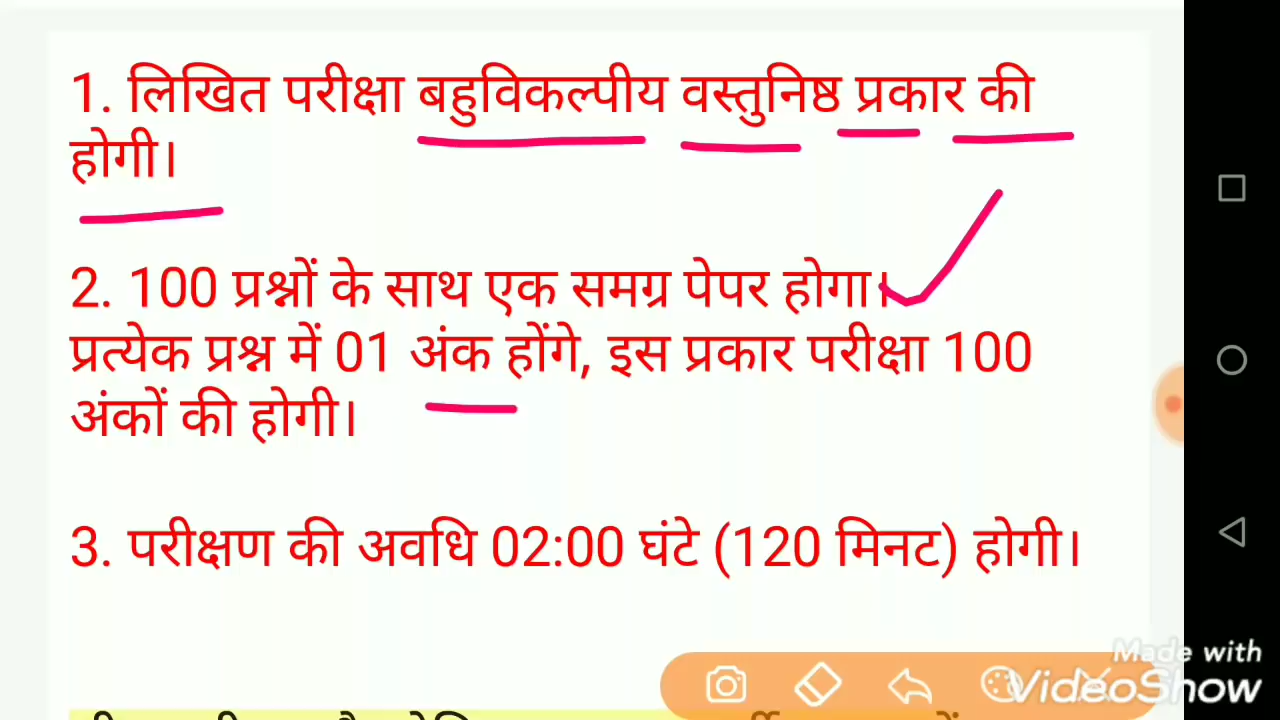 1. लिखित परीक्षा बहुविकल्पीय वस्तुनिष्ठ प्रकार की
होगी।
2. 100 प्रश्नों के साथ एक समग्र पेपर होगा।
प्रत्येक प्रश्न में 01 अंक होंगे, इस प्रकार परीक्षा 100
अंकों की होगी।
3. परीक्षण की अवधि 02:00 घंटे (120 मिनट) होगी।
Made with
VideoShow